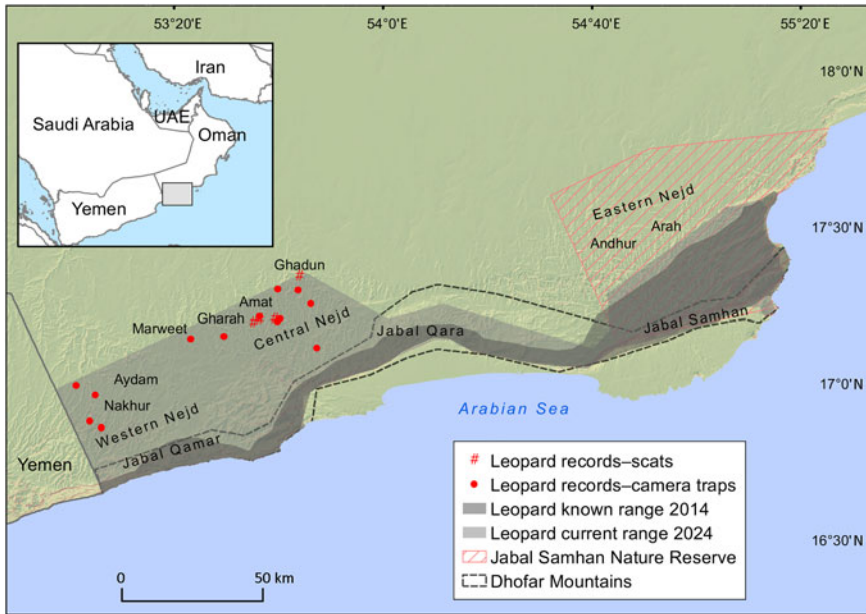 53°20'
54°0'
54°40'
55°20'
18°0'N
17°30'N
17°0'N
16°30'N
Iran
UAE
Saudi Arabia
Oman
Yemen
Eastern Nejd
Arah
Andhur
Ghadun
Amat
Gharah
Central Nejd
Marweet
Jabal Qara
Jabal Samhan
Aydam
Nakhur
Western Nejd
Jabal Qamar
Arabian Sea
Yemen
Leopard records–scats
Leopard records–camera traps
Leopard known range 2014
Leopard current range 2024
Jabal Samhan Nature Reserve
Dhofar Mountains
0 50 km